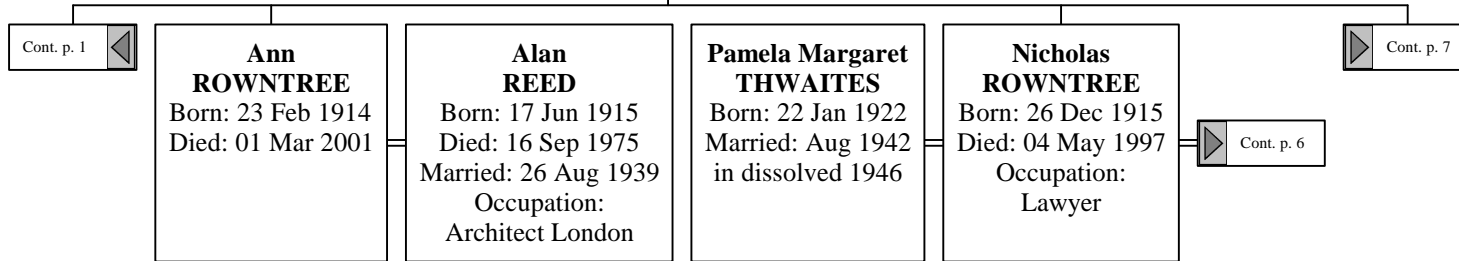 Cont. p. 1
Ann
ROWNTREE
Born: 23 Feb 1914
Died: 01 Mar 2001
Alan
REED
Born: 17 Jun 1915
Died: 16 Sep 1975
Married: 26 Aug 1939
Occupation:
Architect London
Pamela Margaret
THWAITES
Born: 22 Jan 1922
Married: Aug 1942
in dissolved 1946
Nicholas
ROWNTREE
Born: 26 Dec 1915
Died: 04 May 1997
Occupation:
Lawyer
Cont. p. 6
Cont. p. 7